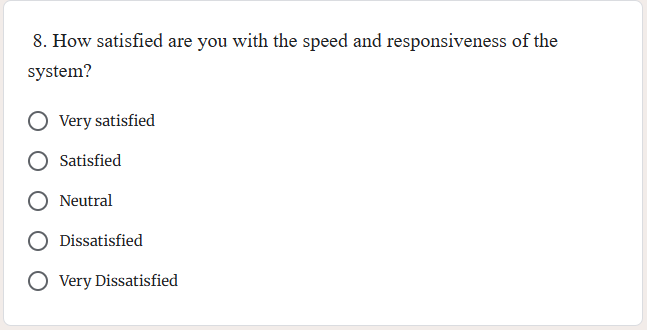 8. How satisfied are you with the speed and responsiveness of the
system?
Very satisfied
Satisfied
Neutral
Dissatisfied
Very Dissatisfied